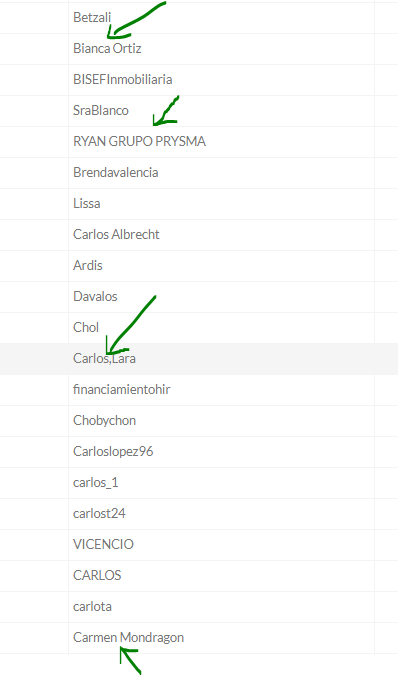 Betzali
Bianca Ortiz
BISEFInmobiliaria
SraBlanco
RYAN GRUPO PRYSMA
Brendavalencia
Lissa
Carlos Albrecht
Ardis
Davalos
Chol
Carlos,Lara
financiamientohir
Chobychon
Carloslopez96
carlos_1
carlost24
VICENCIO
CARLOS
carlota
Carmen Mondragon